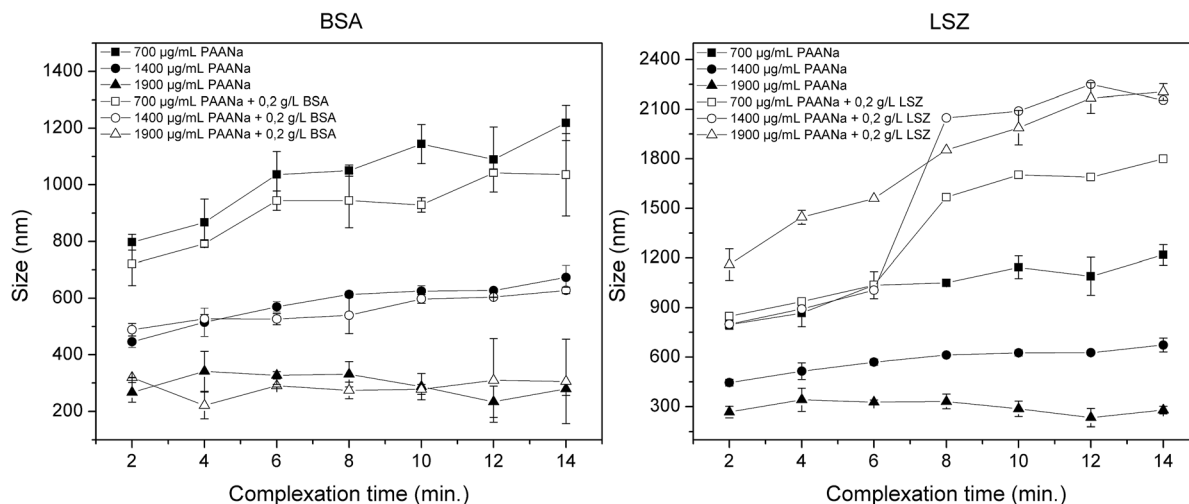 BSA
700 µg/mL PAANa
1400 µg/mL PAANa
1900 µg/mL PAANa
700 µg/mL PAANa + 0,2 g/L BSA
1400 µg/mL PAANa + 0,2 g/L BSA
1900 µg/mL PAANa + 0,2 g/L BSA
1400
1200
1000
800
600
400
200
Size (nm)
2 4 6 8 10 12 14
Complexation time (min.)
LSZ
700 µg/mL PAANa
1400 µg/mL PAANa
1900 µg/mL PAANa
700 µg/mL PAANa + 0,2 g/L LSZ
1400 µg/mL PAANa + 0,2 g/L LSZ
1900 µg/mL PAANa + 0,2 g/L LSZ
2400
2100
1800
1500
1200
900
600
300
Size (nm)
2 4 6 8 10 12 14
Complexation time (min.)